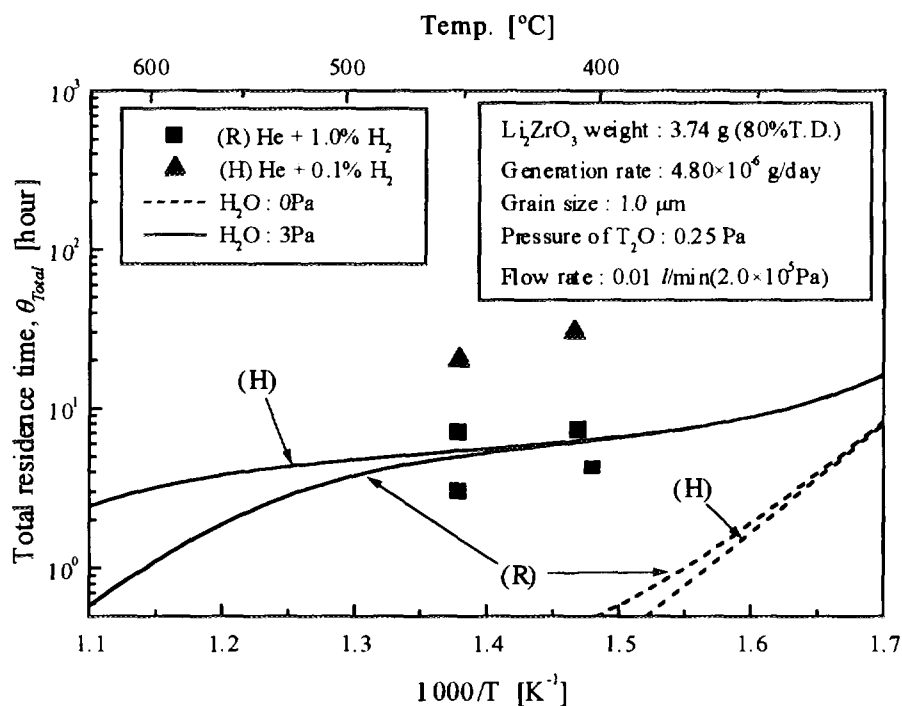 Temp. [°C]
600 500 400
10³
10²
10¹
10⁰
Total residence time, θ_Total [hour]
(R) He + 1.0% H₂
(H) He + 0.1% H₂
H₂O : 0Pa
H₂O : 3Pa
Li₂ZrO₃ weight : 3.74 g (80%T.D.)
Generation rate : 4.80×10⁻⁶ g/day
Grain size : 1.0 μm
Pressure of T₂O : 0.25 Pa
Flow rate : 0.01 l/min(2.0×10⁵Pa)
(H)
(H)
(R)
1.1 1.2 1.3 1.4 1.5 1.6 1.7
1000/T [K⁻¹]